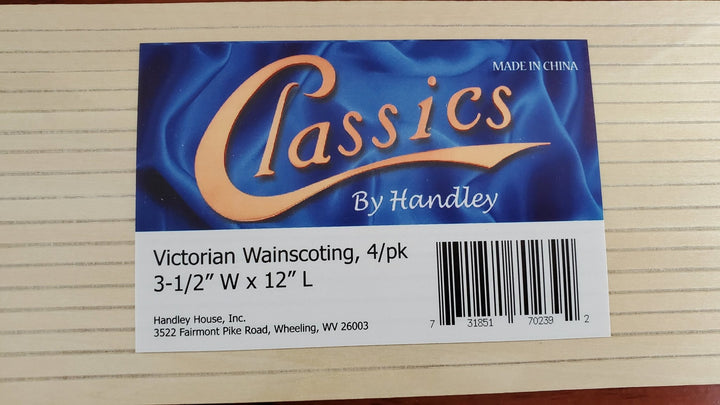 MADE IN CHINA
Classics
By Handley
Victorian Wainscoting, 4/pk
3-1/2” W x 12” L
Handley House, Inc.
3522 Fairmont Pike Road, Wheeling, WV 26003
7 31851 70239 2